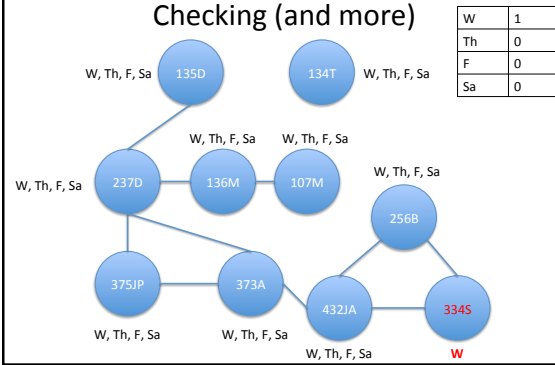 Checking (and more)
W 1
Th 0
F 0
Sa 0
W, Th, F, Sa
135D
134T
W, Th, F, Sa
W, Th, F, Sa
W, Th, F, Sa
W, Th, F, Sa
237D
136M
107M
W, Th, F, Sa
256B
375JP
373A
432JA
334S
W, Th, F, Sa
W, Th, F, Sa
W, Th, F, Sa
W